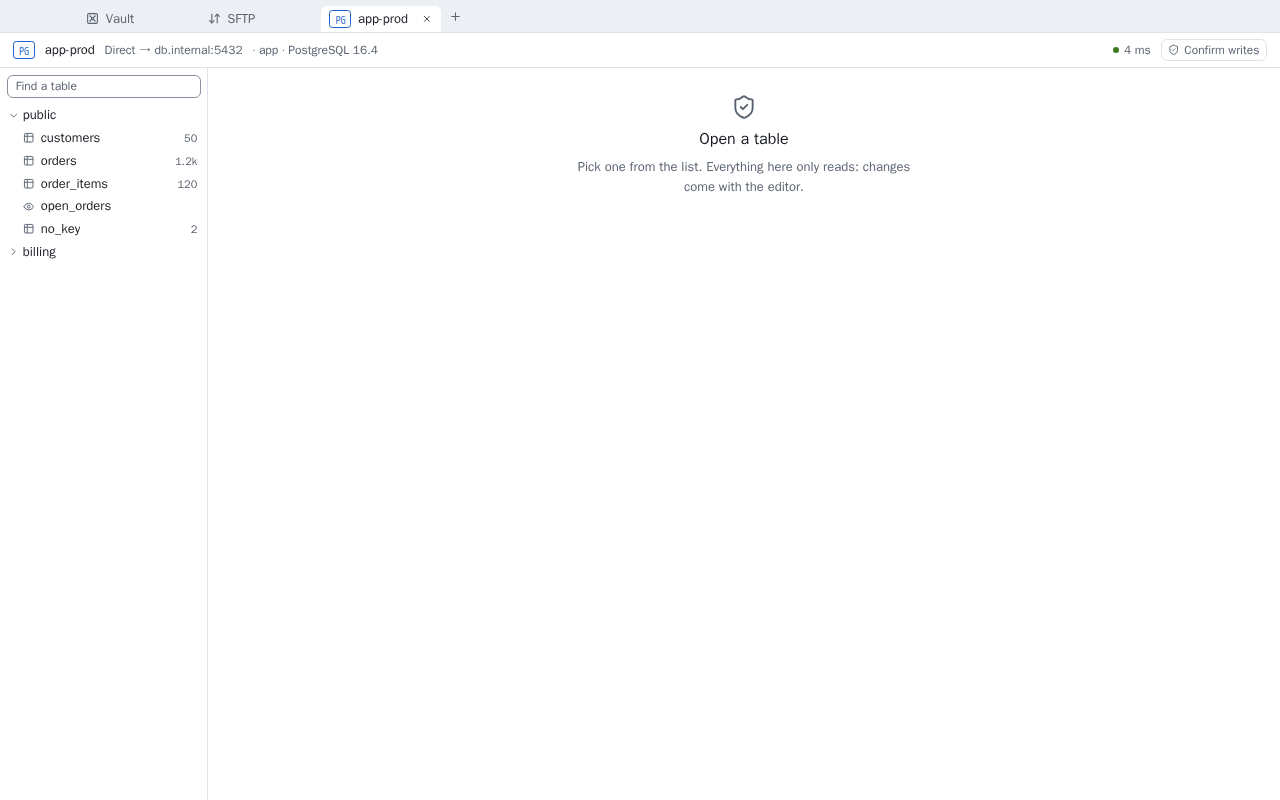 Vault
SFTP
PG app-prod × +
PG app-prod Direct → db.internal:5432 · app · PostgreSQL 16.4
4 ms
Confirm writes
Find a table
public
customers 50
orders 1.2k
order_items 120
open_orders
no_key 2
billing
Open a table
Pick one from the list. Everything here only reads: changes
come with the editor.